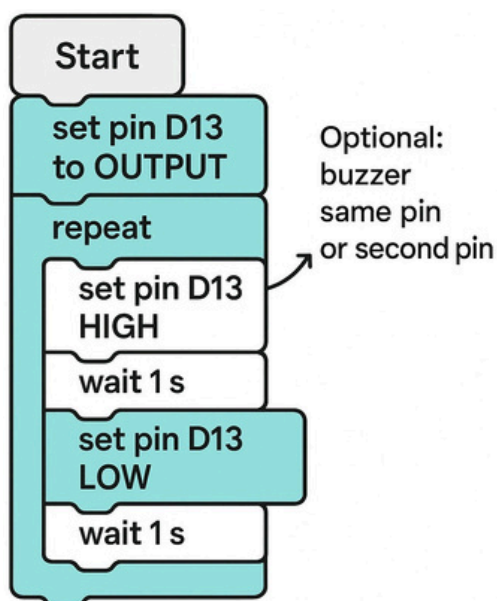 Start
set pin D13
to OUTPUT
repeat
set pin D13
HIGH
wait 1 s
set pin D13
LOW
wait 1 s
Optional:
buzzer
same pin
or second pin